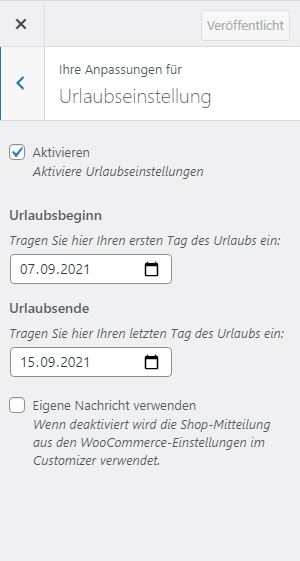 Veröffentlicht
Ihre Anpassungen für
Urlaubseinstellung
Aktivieren
Aktiviere Urlaubseinstellungen
Urlaubsbeginn
Tragen Sie hier Ihren ersten Tag des Urlaubs ein:
07.09.2021
Urlaubsende
Tragen Sie hier Ihren letzten Tag des Urlaubs ein:
15.09.2021
Eigene Nachricht verwenden
Wenn deaktiviert wird die Shop-Mitteilung
aus den WooCommerce-Einstellungen im
Customizer verwendet.